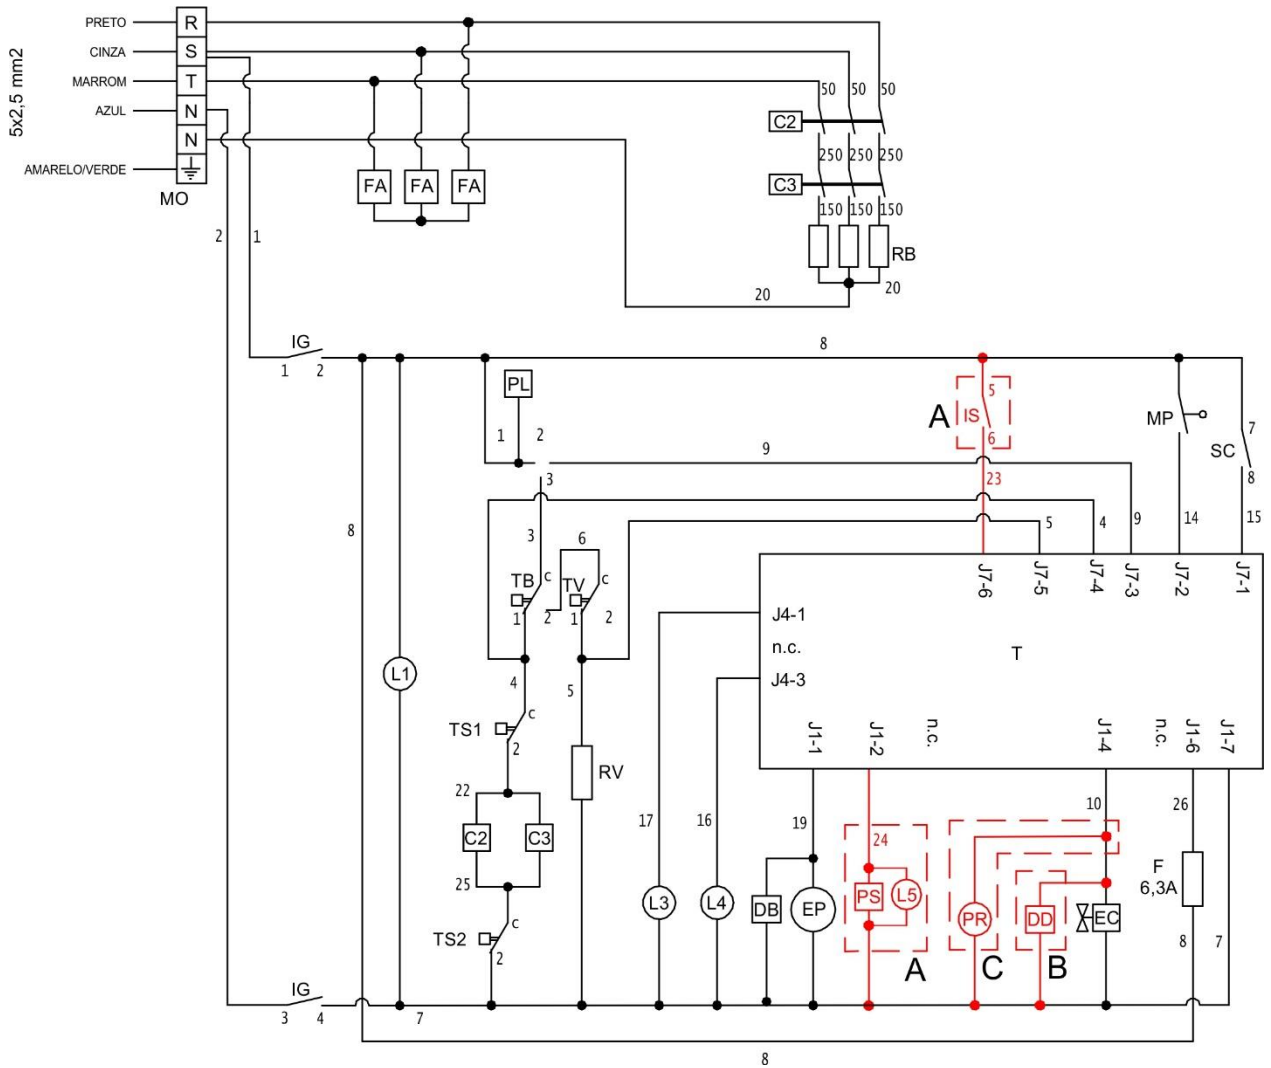 PRETO R
CINZA S
MARROM T
AZUL N
N
AMARELO/VERDE
MO
5x2,5 mm2
FA FA FA
50 50 50
C2
250 250 250
C3
150 150 150
RB
20 20
2 1
IG
1 2
8
PL
1 2
9
3
A IS 5
6
23
MP
7
SC
8
8
3 6
5 4 9 14 15
TB c TV c
1 2 1 2
J7-6 J7-5 J7-4 J7-3 J7-2 J7-1
J4-1
n.c.
J4-3
T
L1
4 5
c
TS1
2
RV
J1-1 J1-2 n.c. J1-4 n.c. J1-6 J1-7
22
C2 C3
25
17 16 19 24 10 26
F
6,3A
L3 L4 DB EP PS L5 PR DD EC
c
TS2
2
8 7
A C B
IG
3 4
7
8